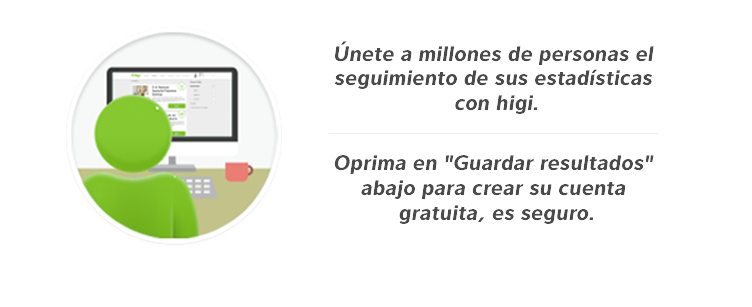 Únete a millones de personas el
seguimiento de sus estadísticas
con higi.
Oprima en "Guardar resultados"
abajo para crear su cuenta
gratuita, es seguro.